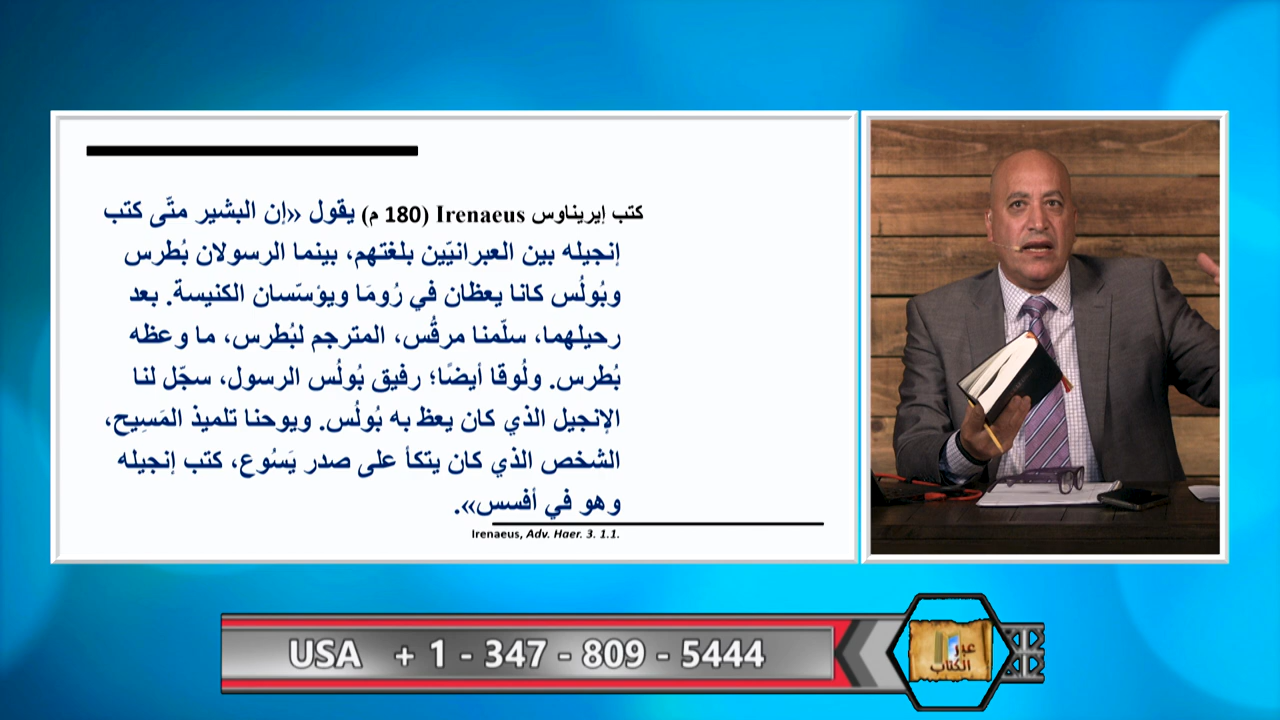 كتب إيريناوس Irenaeus (180 م) يقول «إن البشير متَّى كتب
إنجيله بين العبرانيّين بلغتهم، بينما الرسولان بُطرس
وبُولُس كانا يعظان في رُومَا ويؤسّسان الكنيسة. بعد
رحيلهما، سلّمنا مرقُس، المترجم لبُطرس، ما وعظه
بُطرس. ولُوقا أيضًا؛ رفيق بُولُس الرسول، سجّل لنا
الإنجيل الذي كان يعظ به بُولُس. ويوحنا تلميذ المَسِيح،
الشخص الذي كان يتكأ على صدر يَسُوع، كتب إنجيله
وهو في أفسس».
Irenaeus, Adv. Haer. 3. 1.1.
USA + 1 - 347 - 809 - 5444
عبر
الكتاب